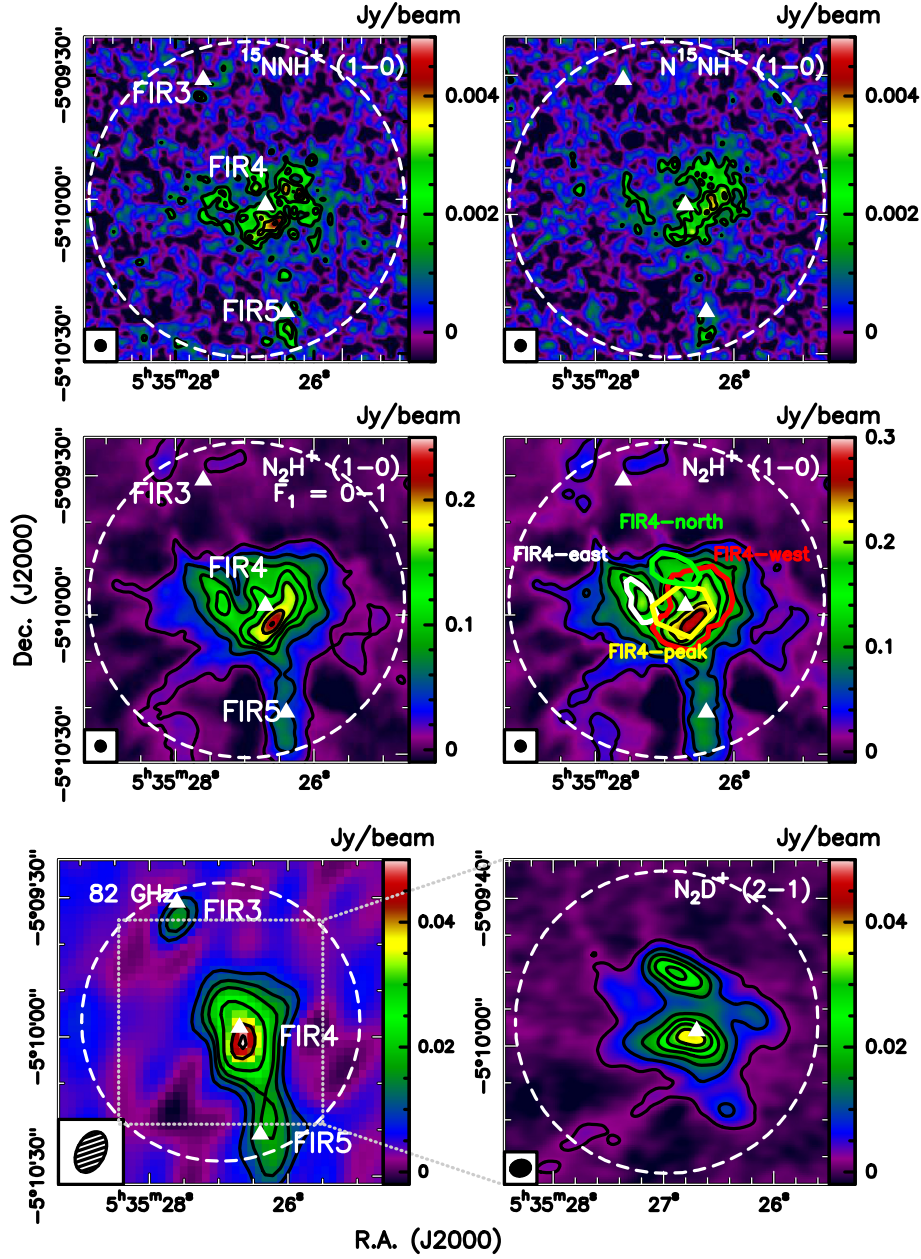 Jy/beam
Jy/beam
¹⁵NNH⁺ (1-0)
N¹⁵NH⁺ (1-0)
FIR3
FIR4
FIR5
-5°09'30"
-5°10'00"
-5°10'30"
0.004
0.002
0
0.004
0.002
0
5ʰ35ᵐ28ˢ
26ˢ
5ʰ35ᵐ28ˢ
26ˢ
Jy/beam
Jy/beam
N₂H⁺ (1-0)
F₁ = 0-1
N₂H⁺ (1-0)
FIR3
FIR4
FIR5
FIR4-north
FIR4-east
FIR4-west
FIR4-peak
-5°09'30"
-5°10'00"
-5°10'30"
0.2
0.1
0
0.3
0.2
0.1
0
5ʰ35ᵐ28ˢ
26ˢ
5ʰ35ᵐ28ˢ
26ˢ
Dec. (J2000)
Jy/beam
Jy/beam
82 GHz
FIR3
FIR4
FIR5
N₂D⁺ (2-1)
-5°09'30"
-5°10'00"
-5°10'30"
-5°09'40"
-5°10'00"
0.04
0.02
0
0.04
0.02
0
5ʰ35ᵐ28ˢ
26ˢ
5ʰ35ᵐ28ˢ
27ˢ
26ˢ
R.A. (J2000)